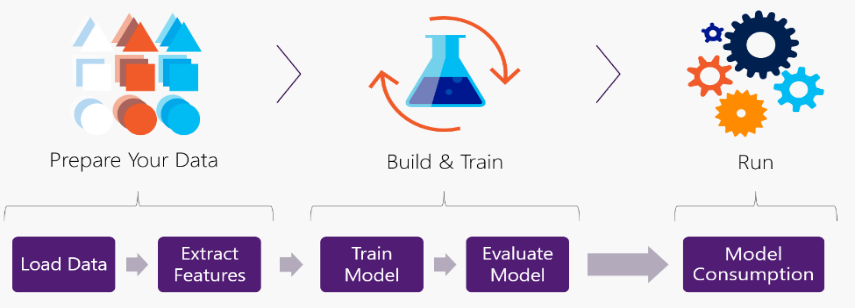 Prepare Your Data
Build & Train
Run
Load Data
Extract
Features
Train
Model
Evaluate
Model
Model
Consumption